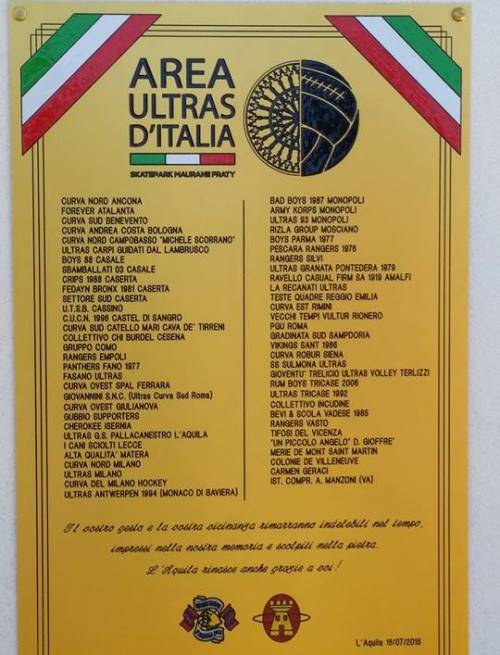 AREA
ULTRAS
D'ITALIA
SKATEPARK MAURANE FRATY
CURVA NORD ANCONA
FOREVER ATALANTA
CURVA SUD BENEVENTO
CURVA ANDREA COSTA BOLOGNA
CURVA NORD CAMPOBASSO "MICHELE SCORRANO"
ULTRAS CARPI GUIDATI DAL LAMBRUSCO
BOYS 88 CASALE
SBAMBALLATI 03 CASALE
CRIPS 1988 CASERTA
FEDAYN BRONX 1981 CASERTA
SETTORE SUD CASERTA
U.T.S.B. CASSINO
C.U.C.N. 1996 CASTEL DI SANGRO
CURVA SUD CATELLO MARI CAVA DE' TIRRENI
COLLETTIVO CHI BURDEL CESENA
GRUPPO COMO
RANGERS EMPOLI
PANTHERS FANO 1977
FASANO ULTRAS
CURVA OVEST SPAL FERRARA
GIOVANNINI S.N.C. (Ultras Curva Sud Roma)
CURVA OVEST GIULIANOVA
GUBBIO SUPPORTERS
CHEROKEE ISERNIA
ULTRAS G.S. PALLACANESTRO L'AQUILA
I CANI SCIOLTI LECCE
ALTA QUALITA' MATERA
CURVA NORD MILANO
ULTRAS MILANO
CURVA DEL MILANO HOCKEY
ULTRAS ANTWERPEN 1994 (MONACO DI BAVIERA)
BAD BOYS 1987 MONOPOLI
ARMY KORPS MONOPOLI
ULTRAS 93 MONOPOLI
RIZLA GROUP MOSCIANO
BOYS PARMA 1977
PESCARA RANGERS 1976
RANGERS SILVI
ULTRAS GRANATA PONTEDERA 1979
RAVELLO CASUAL FIRM SA 1919 AMALFI
LA RECANATI ULTRAS
TESTE QUADRE REGGIO EMILIA
CURVA EST RIMINI
VECCHI TEMPI VULTUR RIONERO
PGU ROMA
GRADINATA SUD SAMPDORIA
VIKINGS SANT 1986
CURVA ROBUR SIENA
SS SULMONA ULTRAS
GIOVENTU' TRELICIO ULTRAS VOLLEY TERLIZZI
RUM BOYS TRICASE 2006
ULTRAS TRICASE 1992
COLLETTIVO INCUDINE
BEVI & SCOLA VADESE 1985
RANGERS VASTO
TIFOSI DEL VICENZA
"UN PICCOLO ANGELO" D. GIOFFRE'
MERIE DE MONT SAINT MARTIN
COLONIE DE VILLENEUVE
CARMEN GERACI
IST. COMPR. A. MANZONI (VA)
Il vostro gesto e la vostra vicinanza rimarranno indelebili nel tempo,
impressi nella nostra memoria e scolpiti nella pietra.
L'Aquila rinasce anche grazie a voi!
L'Aquila 18/07/2015